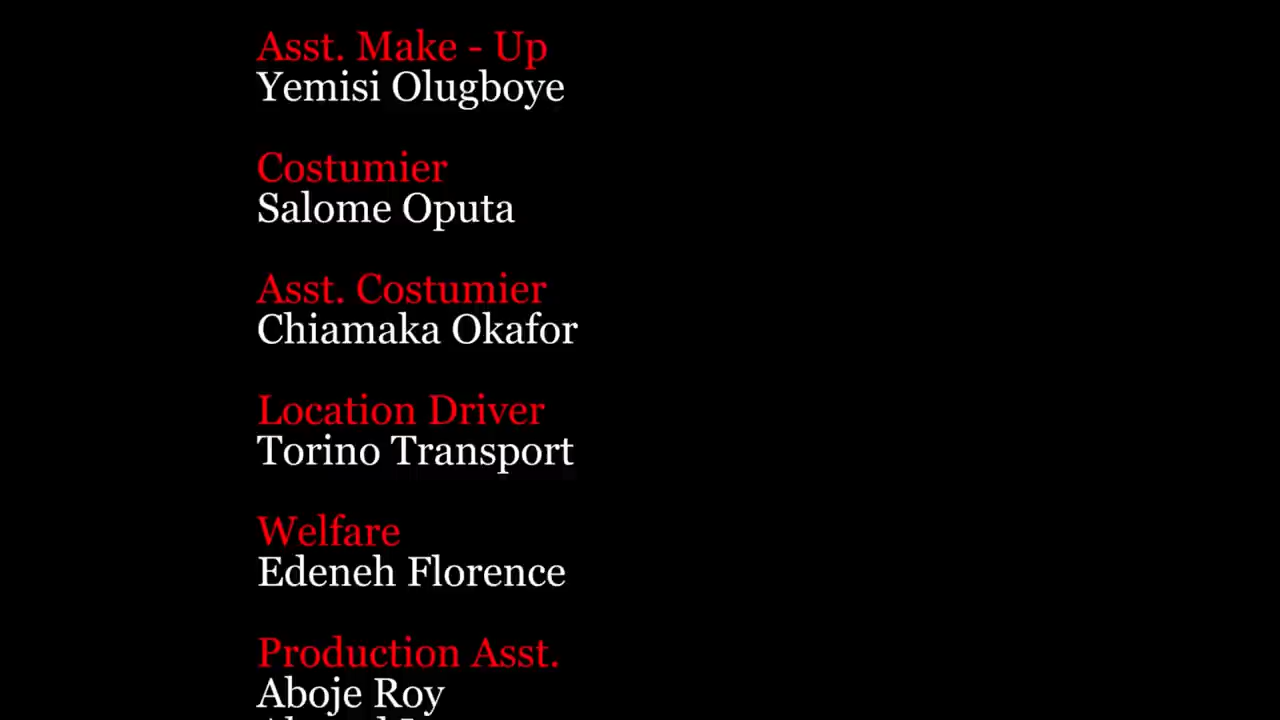 Asst. Make - Up
Yemisi Olugboye
Costumier
Salome Oputa
Asst. Costumier
Chiamaka Okafor
Location Driver
Torino Transport
Welfare
Edeneh Florence
Production Asst.
Aboje Roy